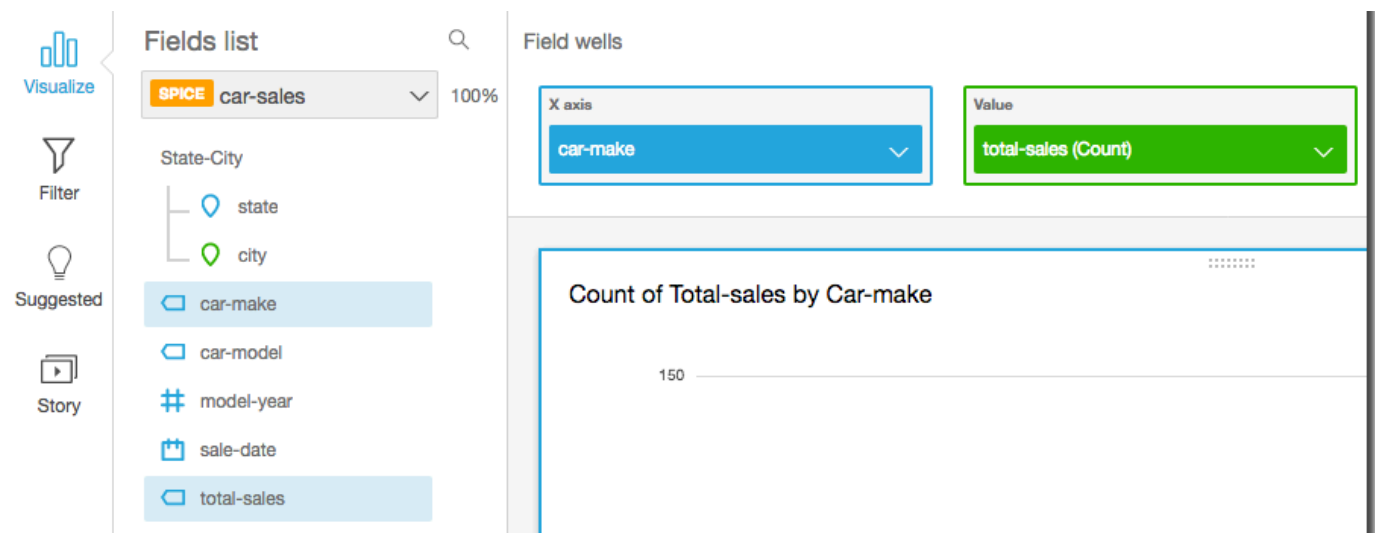 Visualize
Filter
Suggested
Story
Fields list
SPICE car-sales 100%
State-City
state
city
car-make
car-model
model-year
sale-date
total-sales
Field wells
X axis
car-make
Value
total-sales (Count)
Count of Total-sales by Car-make
150